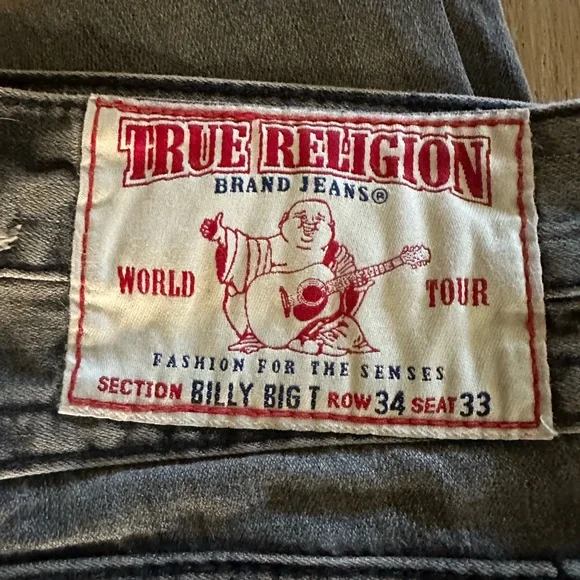 TRUE RELIGION
BRAND JEANS®
WORLD TOUR
FASHION FOR THE SENSES
SECTION BILLY BIG T ROW 34 SEAT 33